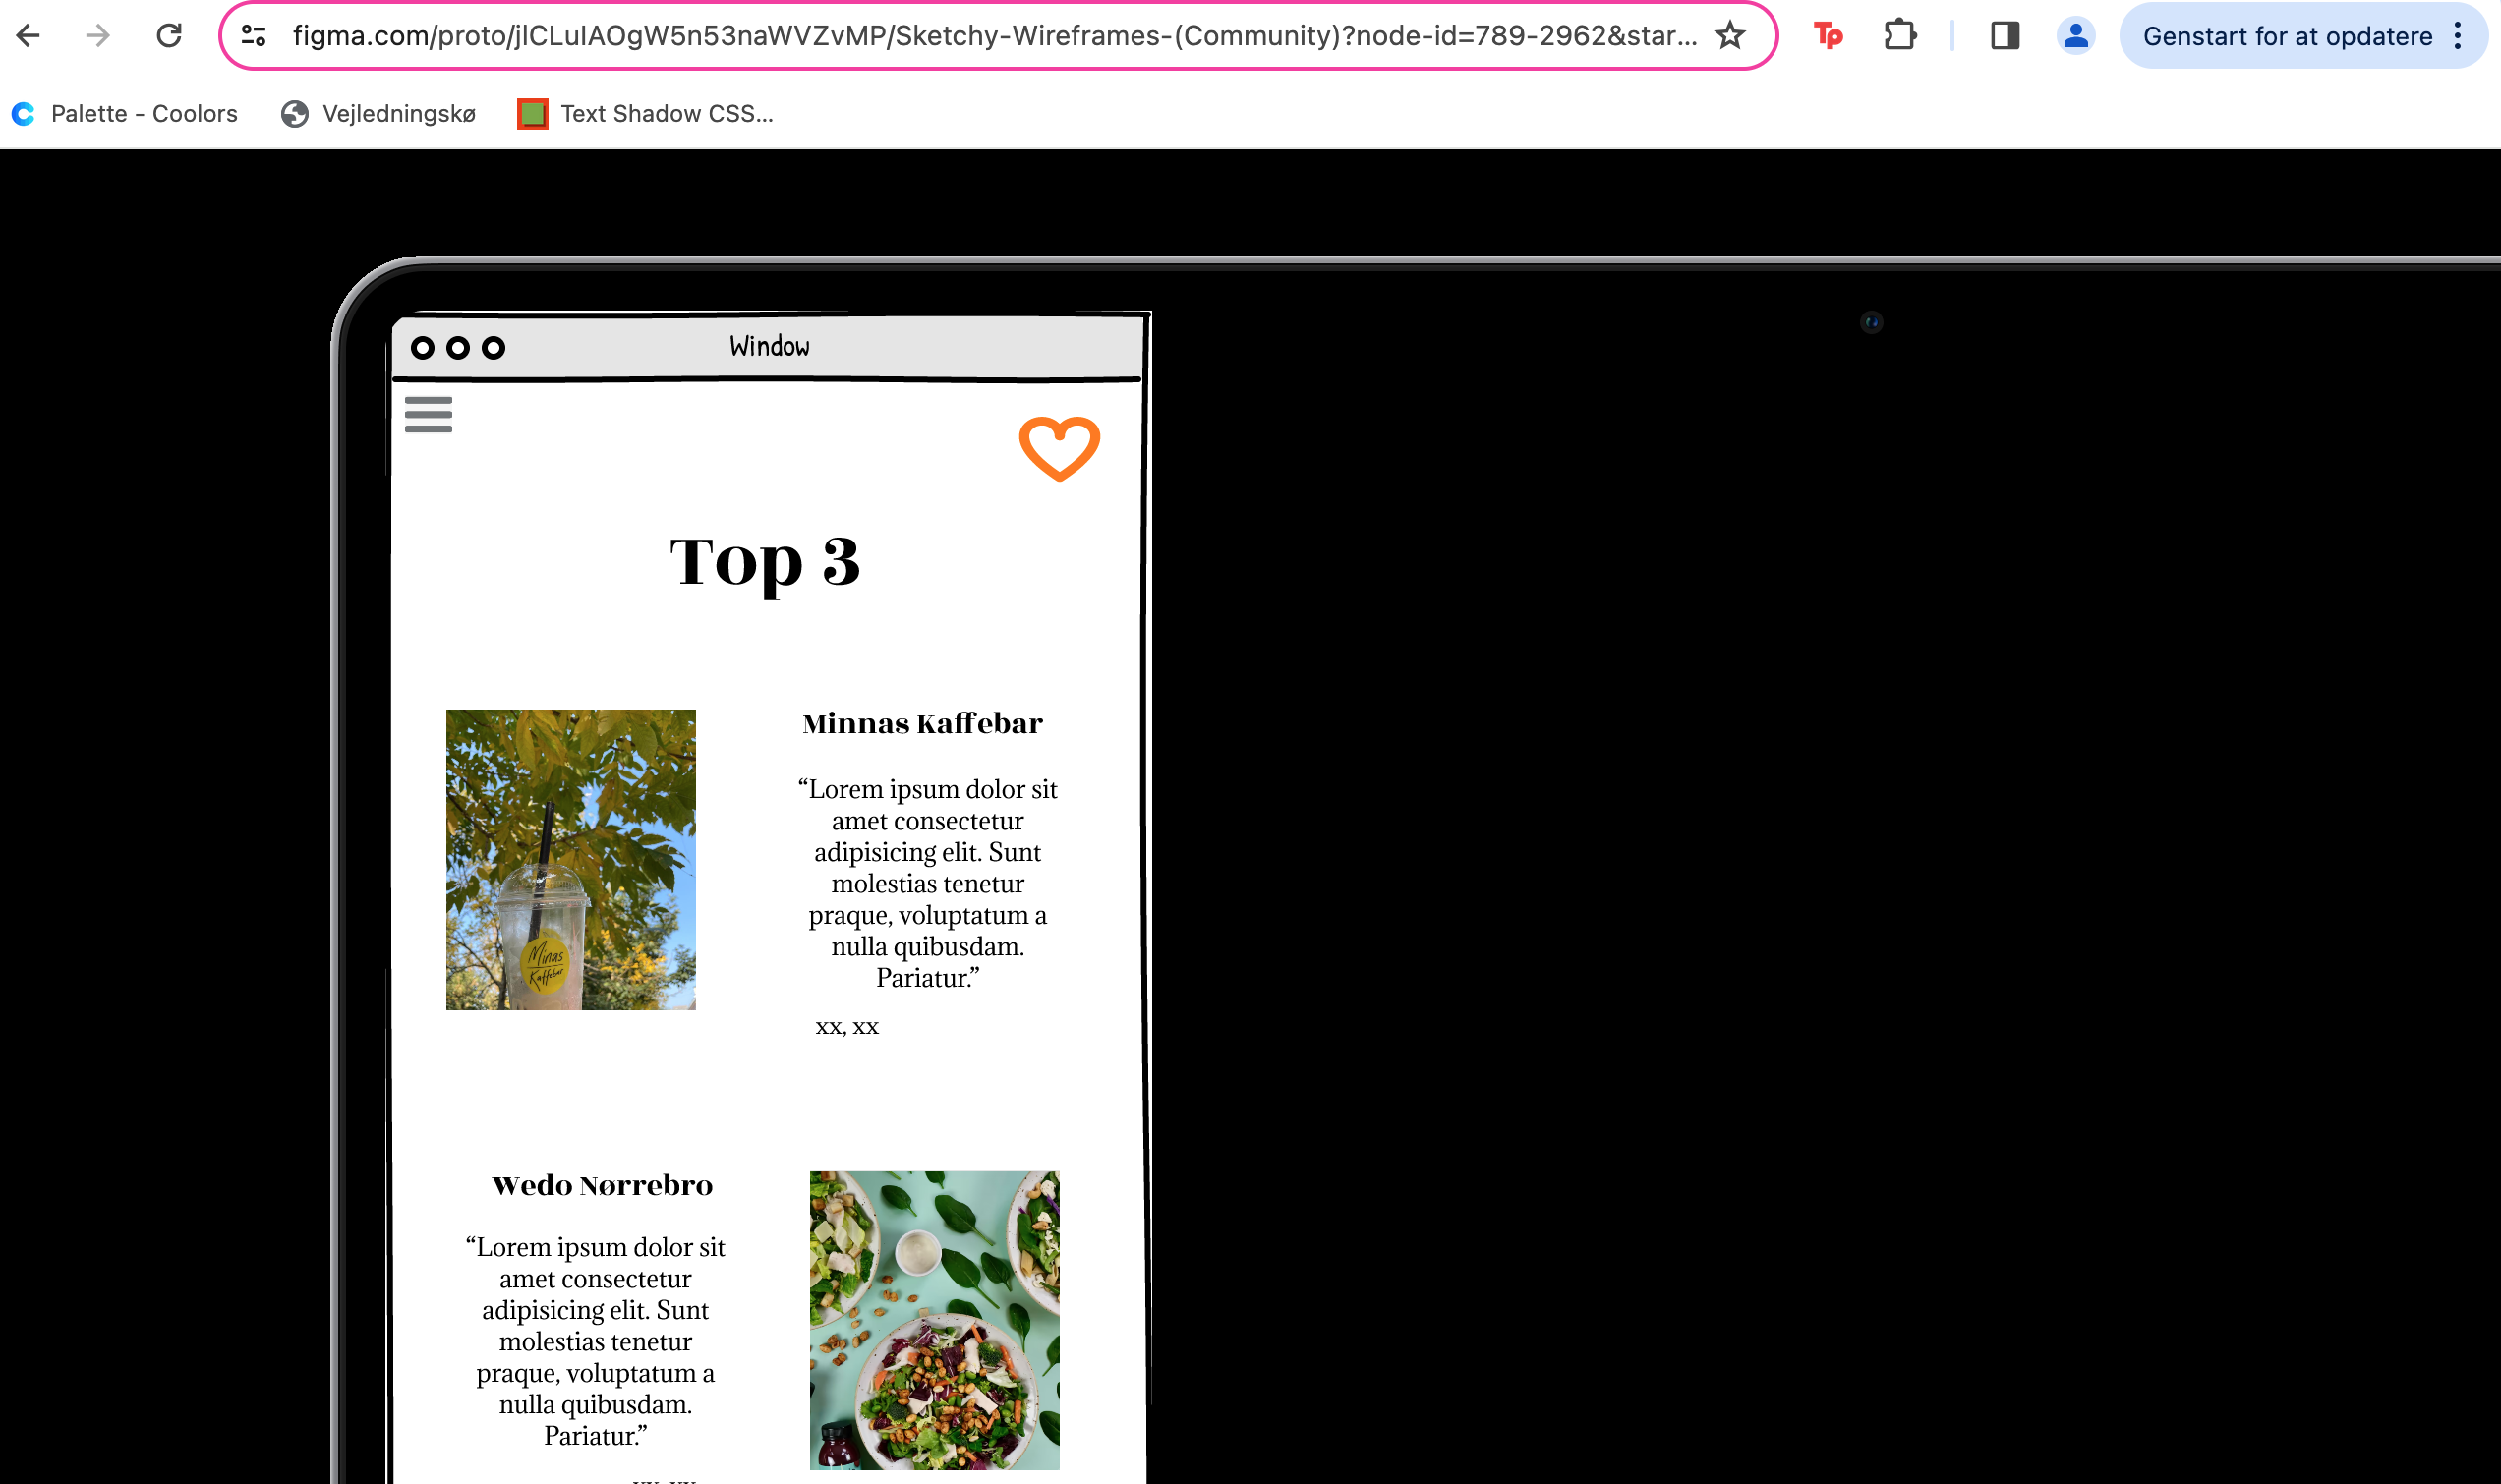 figma.com/proto/jlCLuIAOgW5n53naWVZvMP/Sketchy-Wireframes-(Community)?node-id=789-2962&star...
Tp
Genstart for at opdatere
Palette - Coolors
Vejledningskø
Text Shadow CSS...
Window
Top 3
Minnas Kaffebar
“Lorem ipsum dolor sit
amet consectetur
adipisicing elit. Sunt
molestias tenetur
praque, voluptatum a
nulla quibusdam.
Pariatur.”
xx, xx
Minas
Kaffebar
Wedo Nørrebro
“Lorem ipsum dolor sit
amet consectetur
adipisicing elit. Sunt
molestias tenetur
praque, voluptatum a
nulla quibusdam.
Pariatur.”